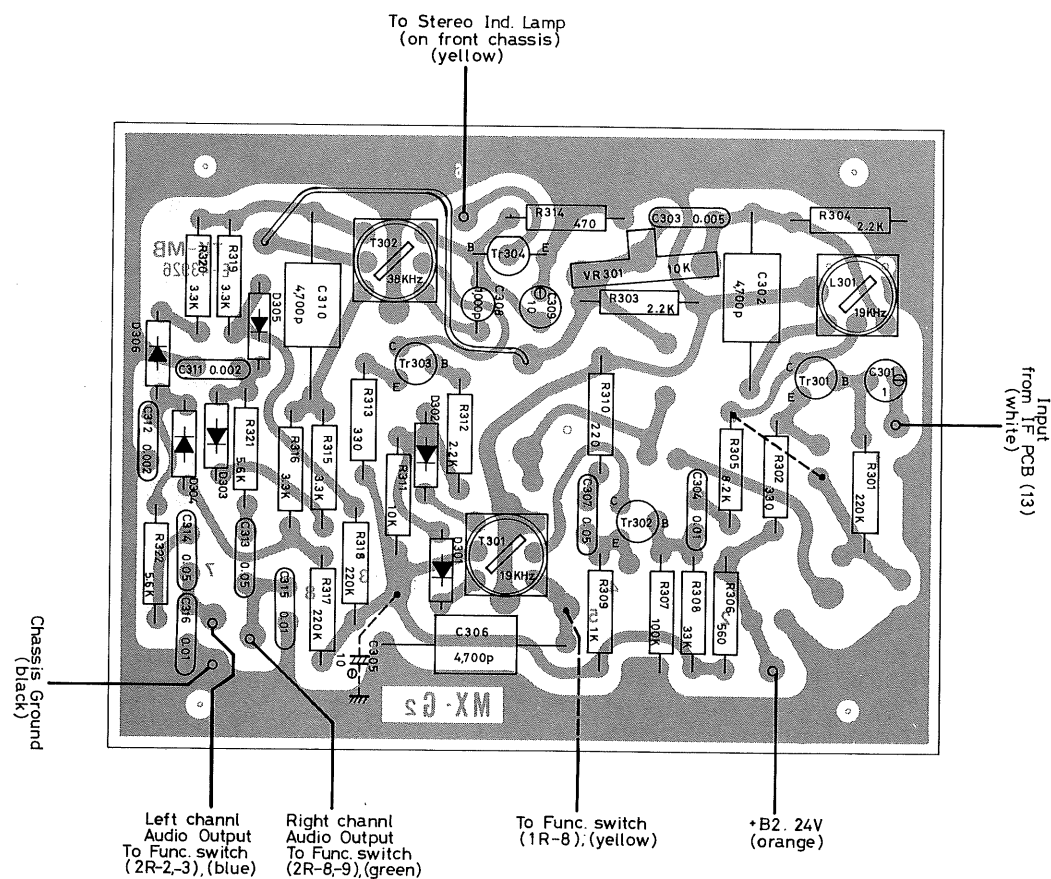 To Stereo Ind. Lamp
(on front chassis)
(yellow)
R314
470
C303 0.005
R304
2.2K
B
Tr304
E
T302
38KHz
VR301
10K
C302
4,700p
L301
19KHz
R320
3.3K
R319
3.3K
D305
C310
4,700p
1000p
C308
C309
10
R303
2.2K
D306
C311 0.002
C
Tr303
B
E
C
Tr301
B
E
C301
1
Input
from IF PCB (13)
(white)
C312
0.002
D304
D303
R321
5.6K
R316
3.3K
R315
3.3K
R313
330
R311
10K
D302
R312
2.2K
R310
220
R305
8.2K
R302
330
R301
220K
R322
5.6K
C314
0.05
C313
0.05
R318
220K
D301
T301
19KHz
C307
0.05
C
Tr302
B
E
C304
0.01
C316
0.01
C315
0.01
R317
220K
10
C305
C306
4,700p
R309
1K
R307
100K
R308
33K
R306
560
MX-G2
Chassis Ground
(black)
Left channl
Audio Output
To Func. switch
(2R-2,-3),(blue)
Right channl
Audio Output
To Func. switch
(2R-8,-9),(green)
To Func. switch
(1R-8),(yellow)
+B2. 24V
(orange)